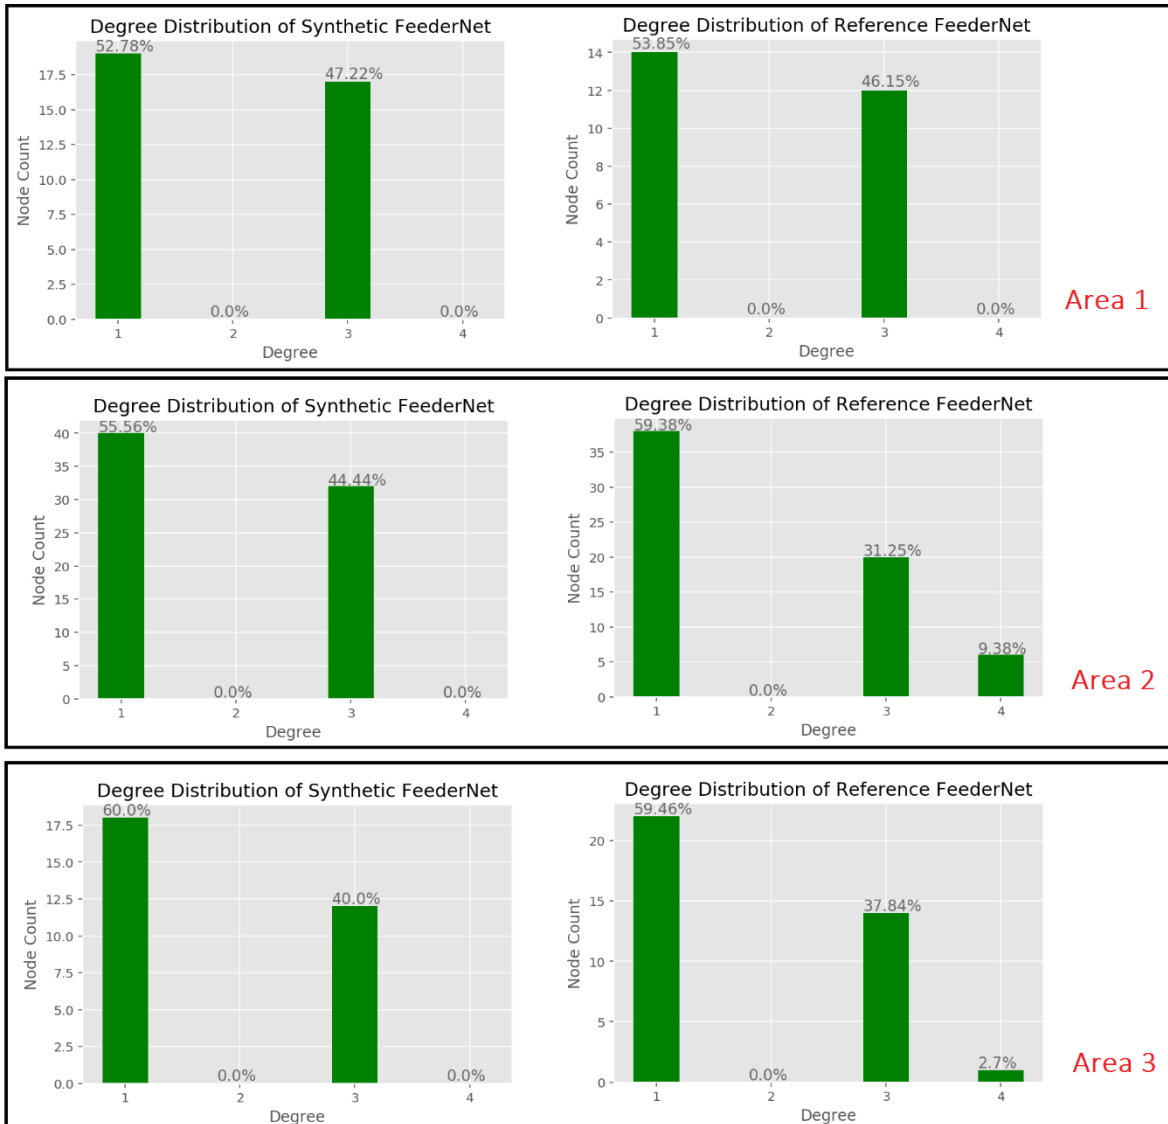 Degree Distribution of Synthetic FeederNet
52.78%
17.5
47.22%
15.0
12.5
10.0
7.5
5.0
2.5
0.0
0.0%
0.0%
1 2 3 4
Node Count
Degree
Degree Distribution of Reference FeederNet
53.85%
14
46.15%
12
10
8
6
4
2
0
0.0%
0.0%
1 2 3 4
Node Count
Degree
Area 1
Degree Distribution of Synthetic FeederNet
55.56%
40
44.44%
35
30
25
20
15
10
5
0
0.0%
0.0%
1 2 3 4
Node Count
Degree
Degree Distribution of Reference FeederNet
59.38%
35
30
25
31.25%
20
15
10
9.38%
5
0
0.0%
1 2 3 4
Node Count
Degree
Area 2
Degree Distribution of Synthetic FeederNet
60.0%
17.5
15.0
40.0%
12.5
10.0
7.5
5.0
2.5
0.0
0.0%
0.0%
1 2 3 4
Node Count
Degree
Degree Distribution of Reference FeederNet
59.46%
20
37.84%
15
10
5
2.7%
0
0.0%
1 2 3 4
Node Count
Degree
Area 3